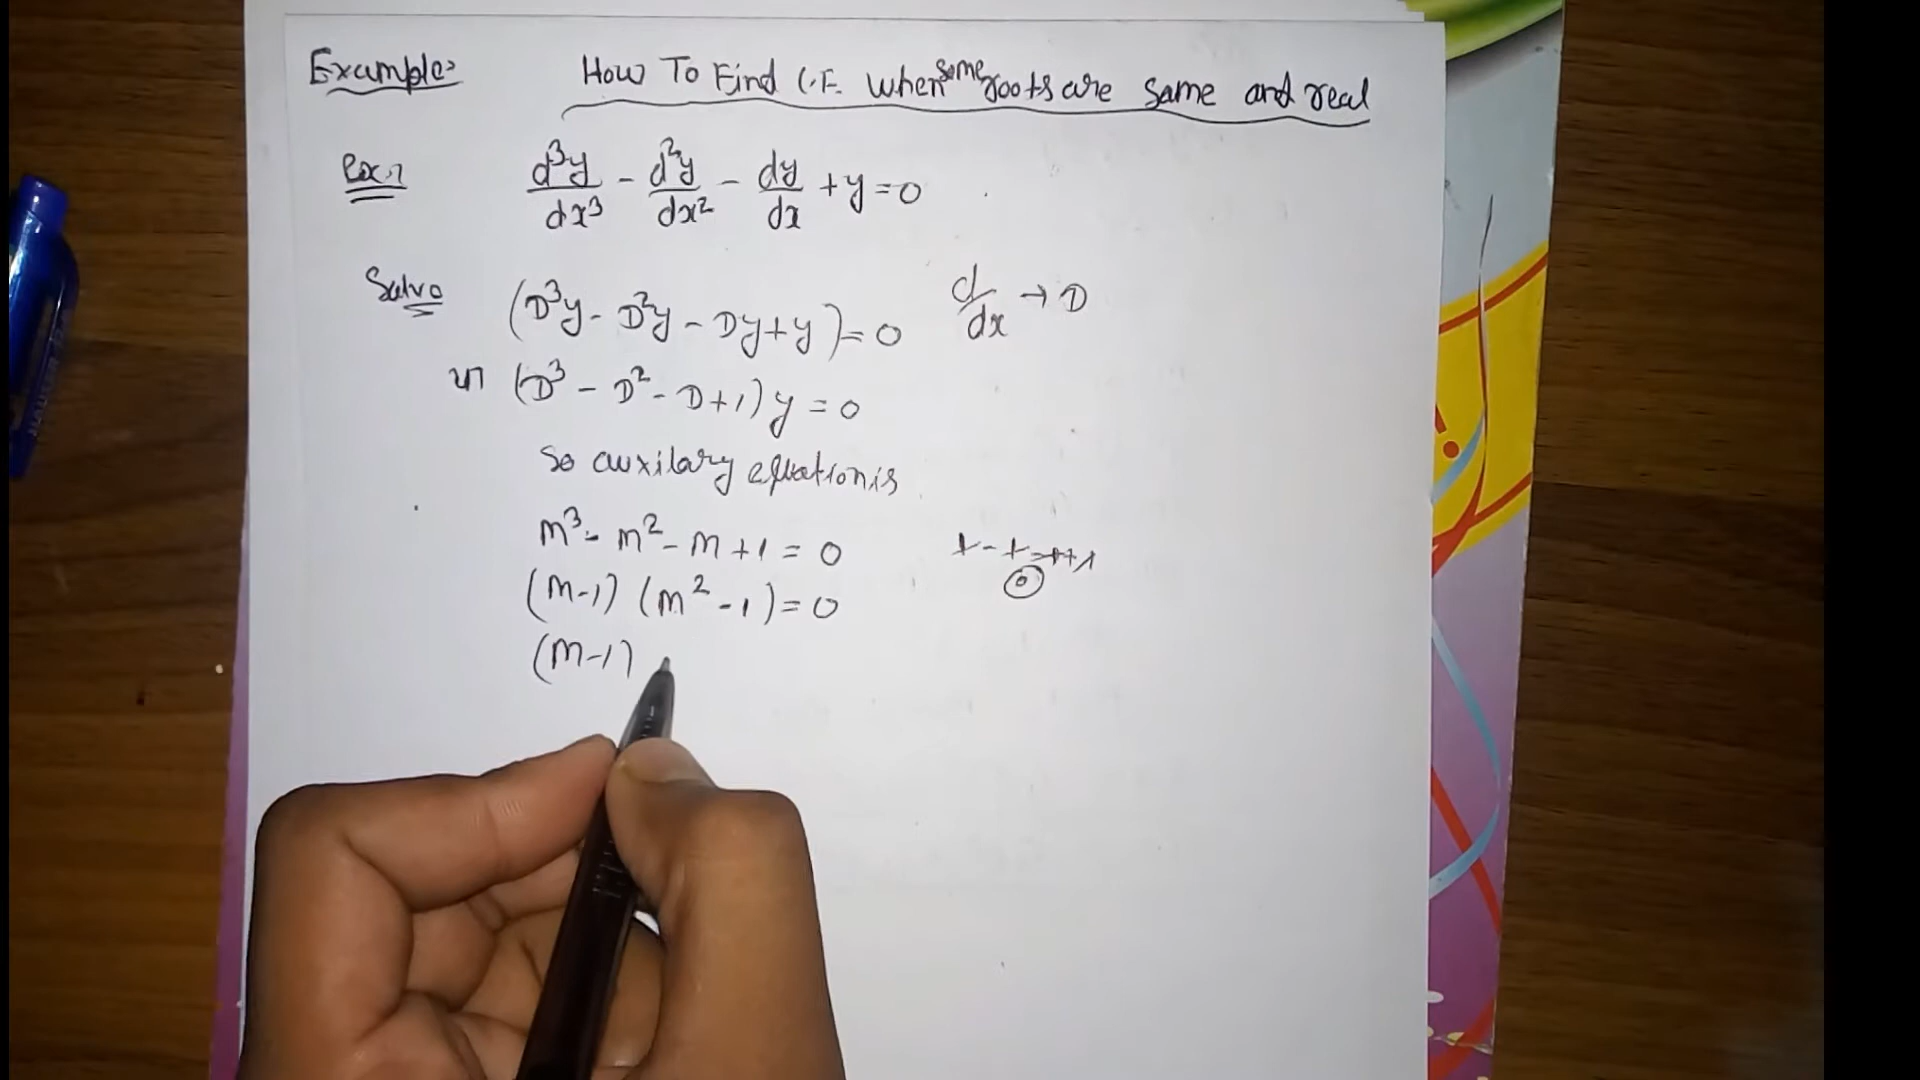 Example:
How To Find C.F. When some roots are same and real
Ex.1
d³y/dx³ - d²y/dx² - dy/dx + y = 0
Solve
(D³y - D²y - Dy + y) = 0
d/dx → D
(D³ - D² - D + 1) y = 0
So auxilary equation is
m³ - m² - m + 1 = 0
(m-1) (m² - 1) = 0
(m-1)